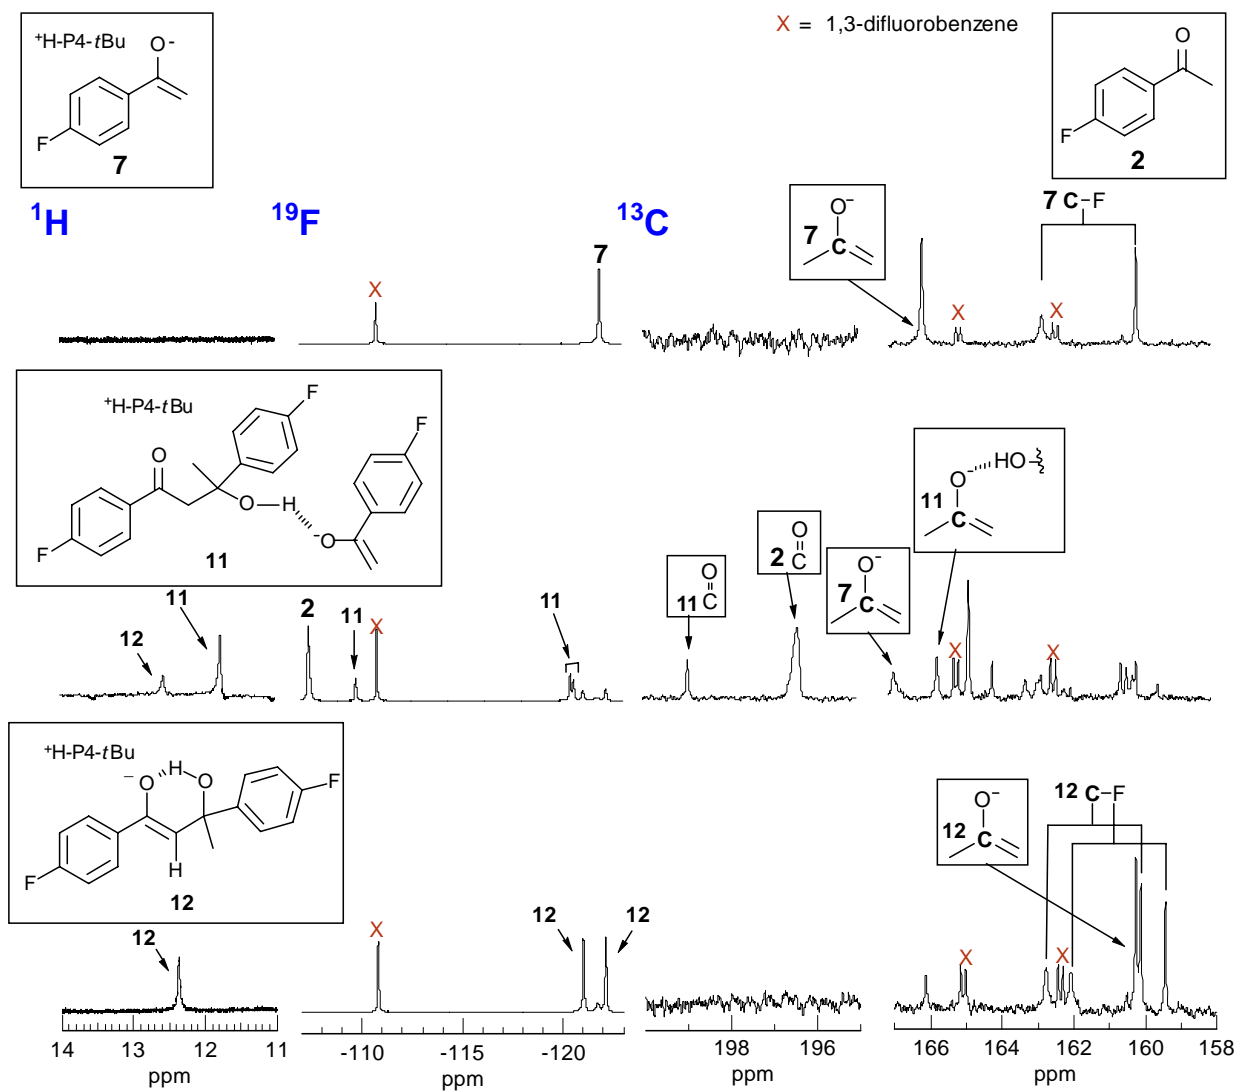 ⁺H-P4-tBu
O-
F
7
X = 1,3-difluorobenzene
O
F
2
¹H
¹⁹F
¹³C
O⁻
7
C
7 C-F
X
7
X
X
⁺H-P4-tBu
F
F
O
O
H
⁻O
F
11
O⁻
HO
11
C
O
2 C
O
11 C
O⁻
7
C
12
11
2
11
X
11
X
X
⁺H-P4-tBu
⁻
O
H
O
F
F
H
12
O⁻
12
C
12 C-F
12
X
12
12
X
X
14
13
12
11
ppm
-110
-115
-120
ppm
198
196
ppm
166
164
162
160
158
ppm